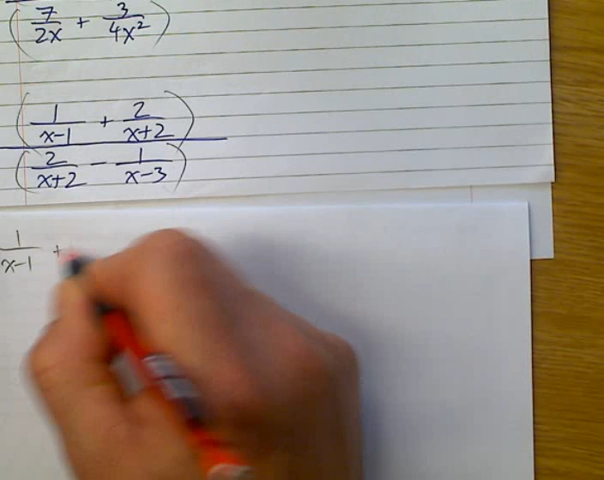 (7/2x + 3/4x²)
(1/x-1 + 2/x+2)
(2/x+2 - 1/x-3)
1/x-1 +